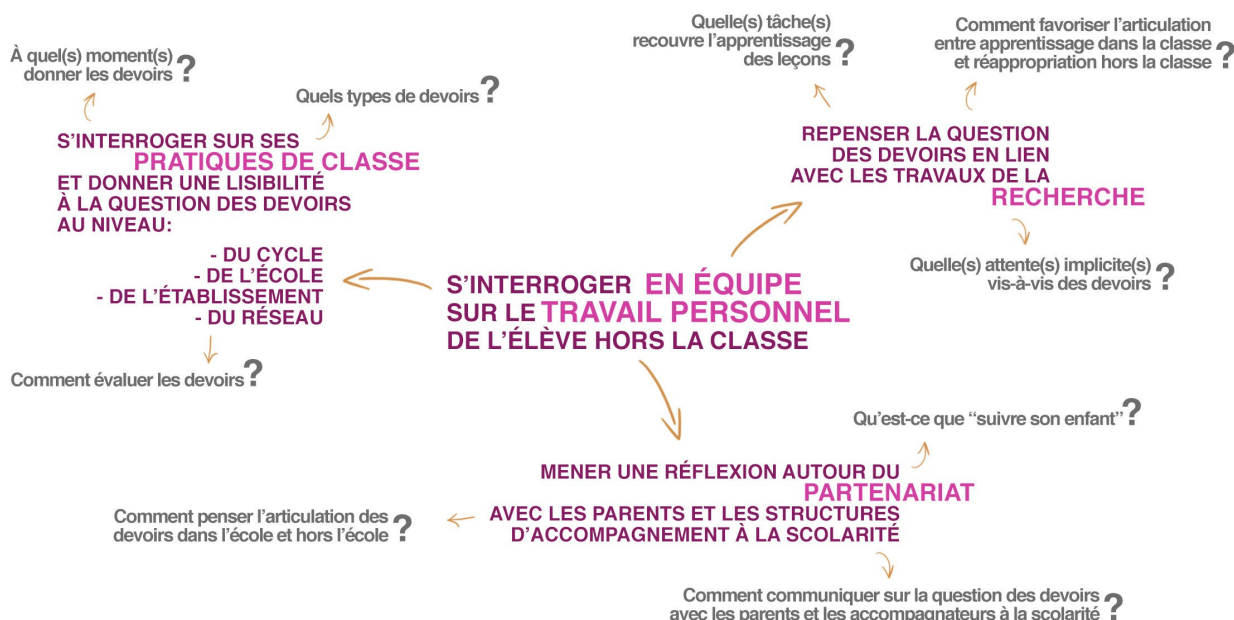 À quel(s) moment(s)
donner les devoirs ?
Quels types de devoirs ?
S’INTERROGER SUR SES
PRATIQUES DE CLASSE
ET DONNER UNE LISIBILITÉ
À LA QUESTION DES DEVOIRS
AU NIVEAU:
- DU CYCLE
- DE L’ÉCOLE
- DE L’ÉTABLISSEMENT
- DU RÉSEAU
Comment évaluer les devoirs ?
Quelle(s) tâche(s)
recouvre l’apprentissage
des leçons ?
Comment favoriser l’articulation
entre apprentissage dans la classe
et réappropriation hors la classe ?
REPENSER LA QUESTION
DES DEVOIRS EN LIEN
AVEC LES TRAVAUX DE LA
RECHERCHE
Quelle(s) attente(s) implicite(s)
vis-à-vis des devoirs ?
S’INTERROGER EN ÉQUIPE
SUR LE TRAVAIL PERSONNEL
DE L’ÉLÈVE HORS LA CLASSE
Qu’est-ce que “suivre son enfant” ?
MENER UNE RÉFLEXION AUTOUR DU
PARTENARIAT
AVEC LES PARENTS ET LES STRUCTURES
D’ACCOMPAGNEMENT À LA SCOLARITÉ
Comment penser l’articulation des
devoirs dans l’école et hors l’école ?
Comment communiquer sur la question des devoirs
avec les parents et les accompagnateurs à la scolarité ?